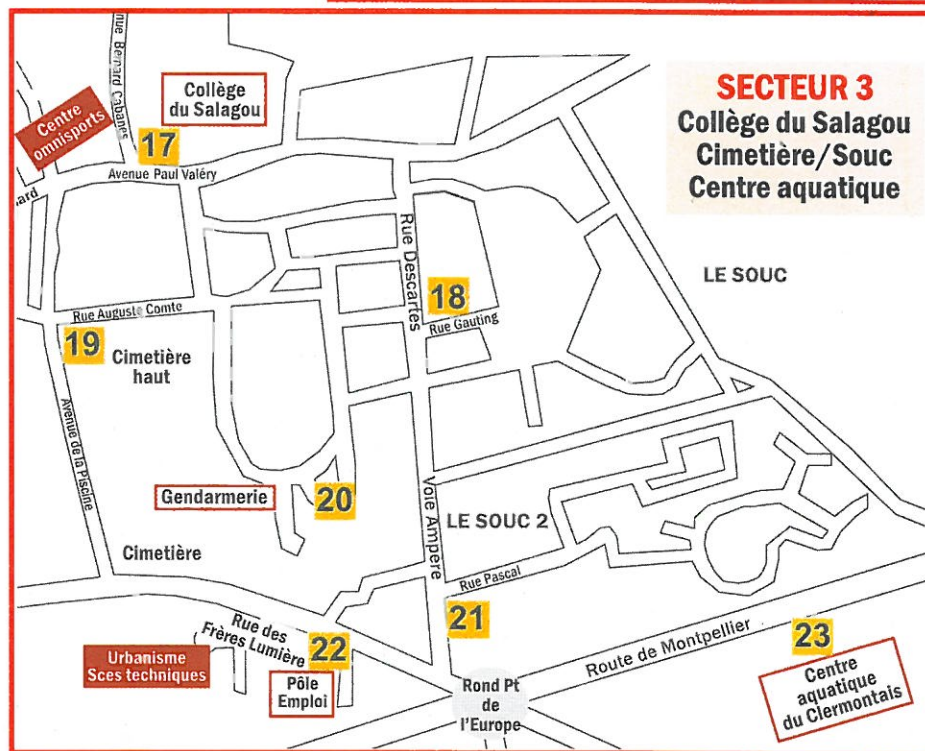 SECTEUR 3
Collège du Salagou
Cimetière/Souc
Centre aquatique
nue Bernard Cabanes
Collège
du Salagou
Centre
omnisports
17
Avenue Paul Valéry
ard
Rue Descartes
LE SOUC
18
Rue Gauting
Rue Auguste Comte
19
Cimetière
haut
Avenue de la Piscine
Gendarmerie
20
Voie Ampère
LE SOUC 2
Cimetière
Rue Pascal
21
Rue des
Frères Lumière
22
23
Route de Montpellier
Urbanisme
Sces techniques
Pôle
Emploi
Rond Pt
de
l'Europe
Centre
aquatique
du Clermontais